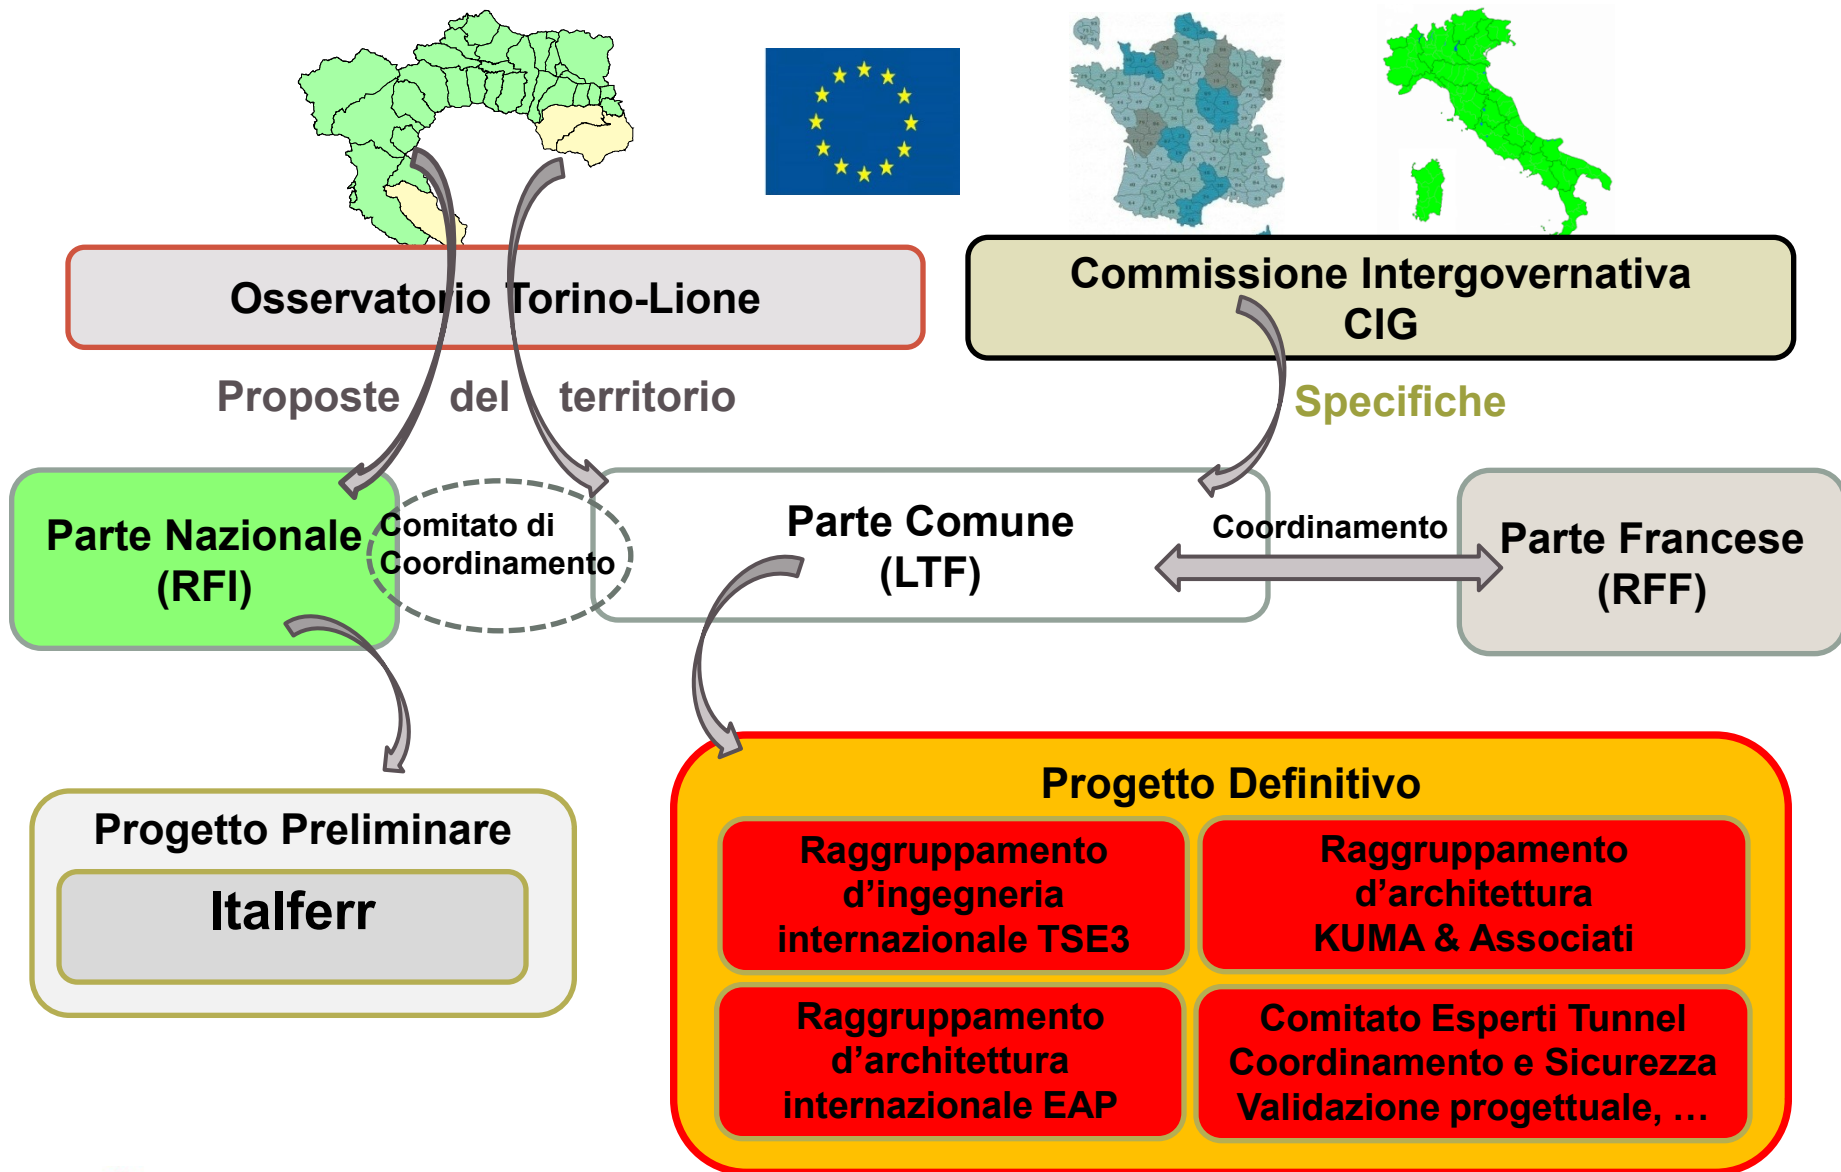 Osservatorio Torino-Lione
Commissione Intergovernativa
CIG
Proposte del territorio
Specifiche
Parte Nazionale
(RFI)
Comitato di
Coordinamento
Parte Comune
(LTF)
Coordinamento
Parte Francese
(RFF)
Progetto Preliminare
Italferr
Progetto Definitivo
Raggruppamento
d’ingegneria
internazionale TSE3
Raggruppamento
d’architettura
KUMA & Associati
Raggruppamento
d’architettura
internazionale EAP
Comitato Esperti Tunnel
Coordinamento e Sicurezza
Validazione progettuale, …